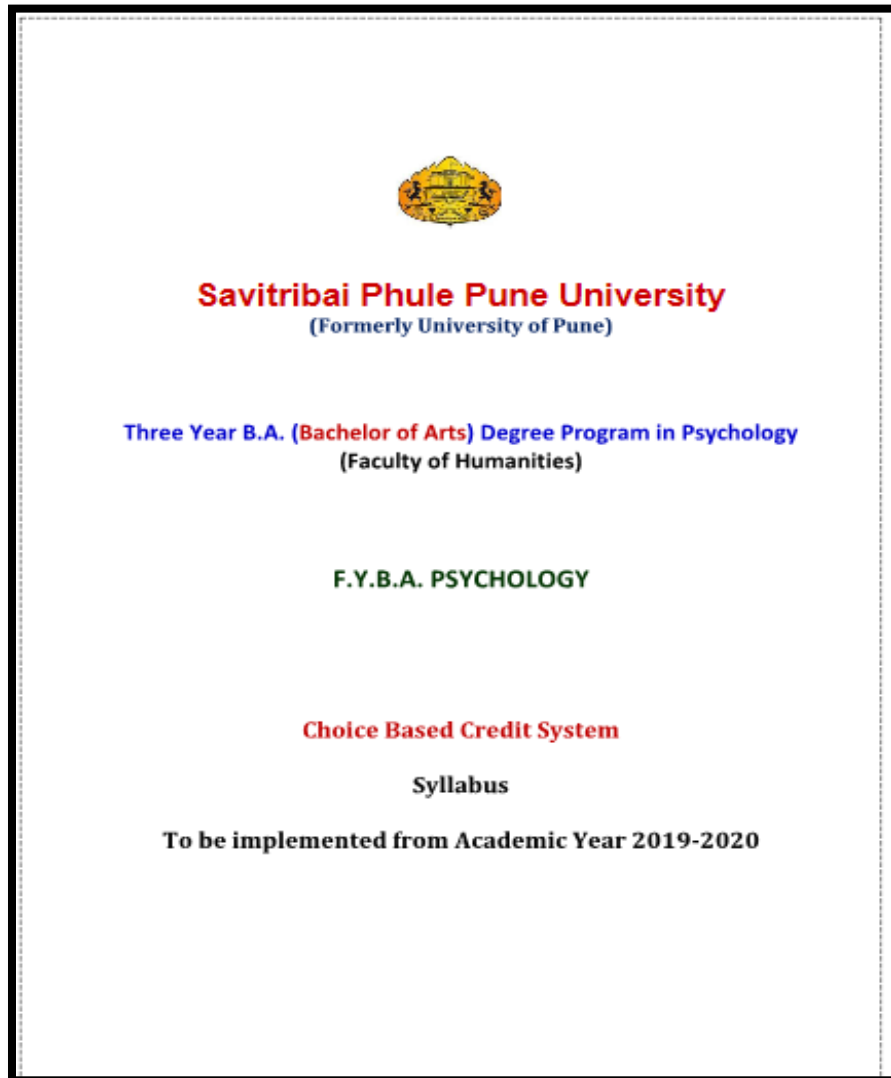 Savitribai Phule Pune University
(Formerly University of Pune)
Three Year B.A. (Bachelor of Arts) Degree Program in Psychology
(Faculty of Humanities)
F.Y.B.A. PSYCHOLOGY
Choice Based Credit System
Syllabus
To be implemented from Academic Year 2019-2020